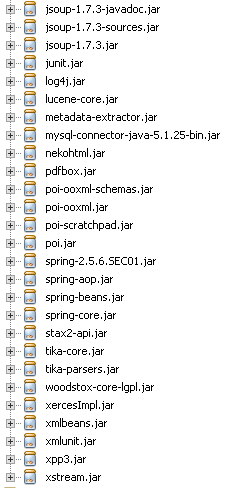 jsoup-1.7.3-javadoc.jar
jsoup-1.7.3-sources.jar
jsoup-1.7.3.jar
junit.jar
log4j.jar
lucene-core.jar
metadata-extractor.jar
mysql-connector-java-5.1.25-bin.jar
nekohtml.jar
pdfbox.jar
poi-ooxml-schemas.jar
poi-ooxml.jar
poi-scratchpad.jar
poi.jar
spring-2.5.6.SEC01.jar
spring-aop.jar
spring-beans.jar
spring-core.jar
stax2-api.jar
tika-core.jar
tika-parsers.jar
woodstox-core-lgpl.jar
xercesImpl.jar
xmlbeans.jar
xmlunit.jar
xpp3.jar
xstream.jar